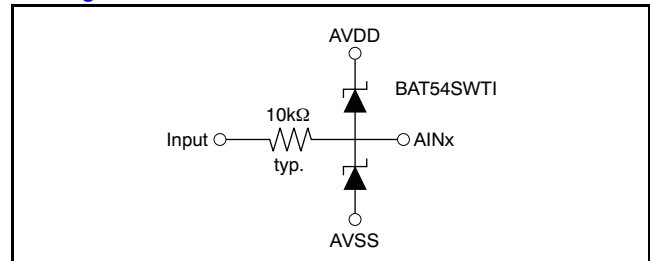 AVDD
BAT54SWTI
10kΩ
Input
AINx
typ.
AVSS